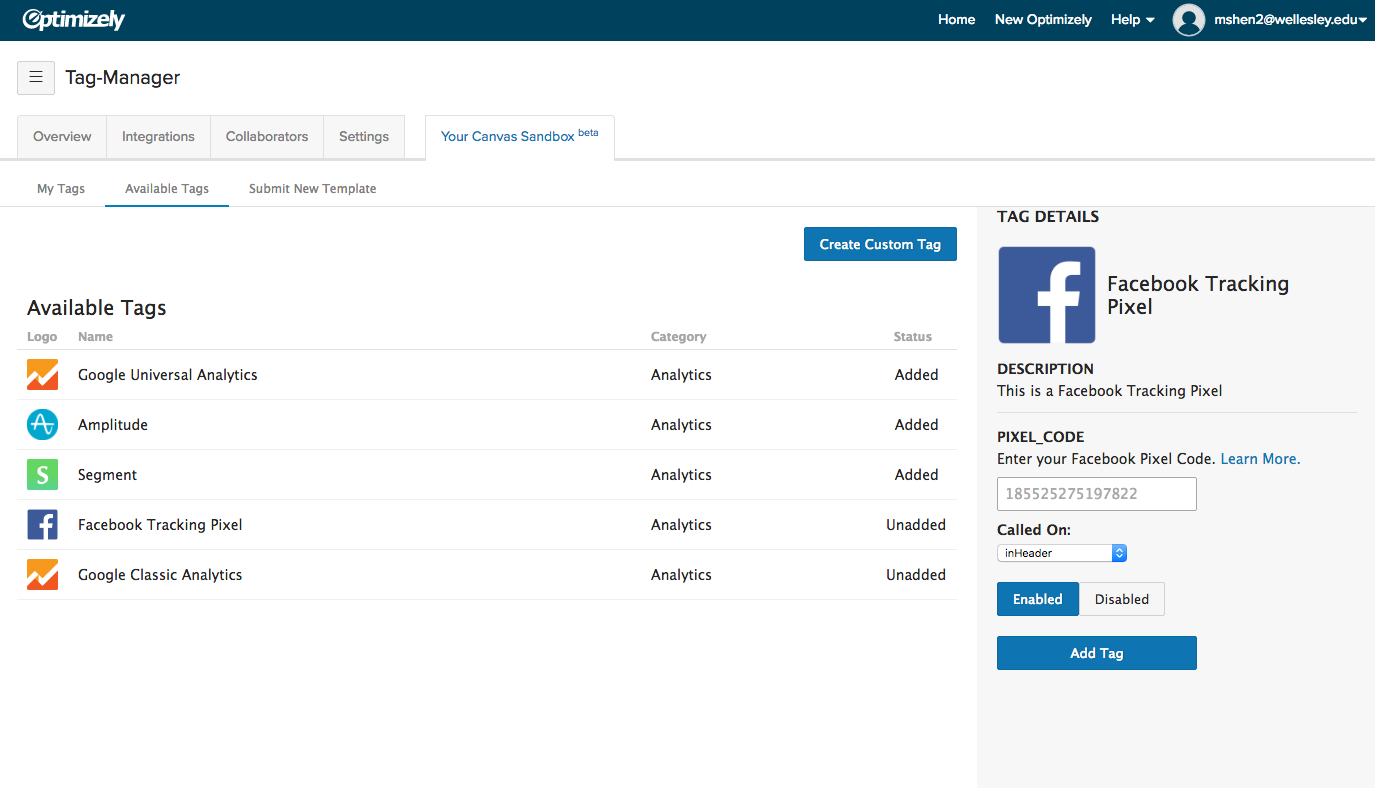 Optimizely
Home New Optimizely Help mshen2@wellesley.edu
Tag-Manager
Overview Integrations Collaborators Settings Your Canvas Sandbox beta
My Tags Available Tags Submit New Template
Create Custom Tag
Available Tags
Logo Name Category Status
Google Universal Analytics Analytics Added
Amplitude Analytics Added
S Segment Analytics Added
f Facebook Tracking Pixel Analytics Unadded
Google Classic Analytics Analytics Unadded
TAG DETAILS
f Facebook Tracking
Pixel
DESCRIPTION
This is a Facebook Tracking Pixel
PIXEL_CODE
Enter your Facebook Pixel Code. Learn More.
185525275197822
Called On:
inHeader
Enabled Disabled
Add Tag